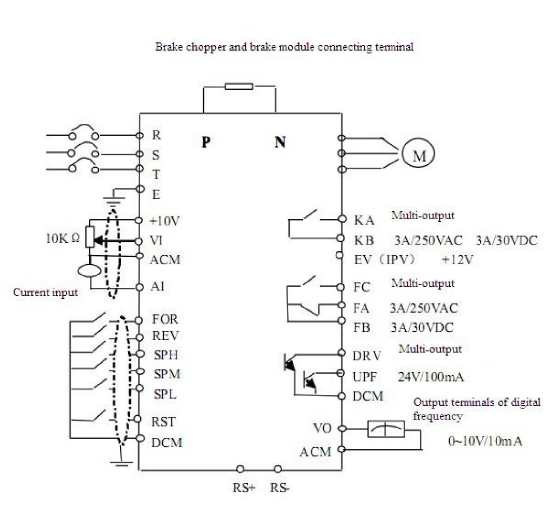 Brake chopper and brake module connecting terminal
P N
R
S
T
E
+10V
10K Ω VI
ACM
Current input
AI
FOR
REV
SPH
SPM
SPL
RST
DCM
M
KA Multi-output
KB 3A/250VAC 3A/30VDC
EV (IPV) +12V
FC Multi-output
FA 3A/250VAC
FB 3A/30VDC
DRV Multi-output
UPF 24V/100mA
DCM
Output terminals of digital
frequency
VO
0~10V/10mA
ACM
RS+ RS-